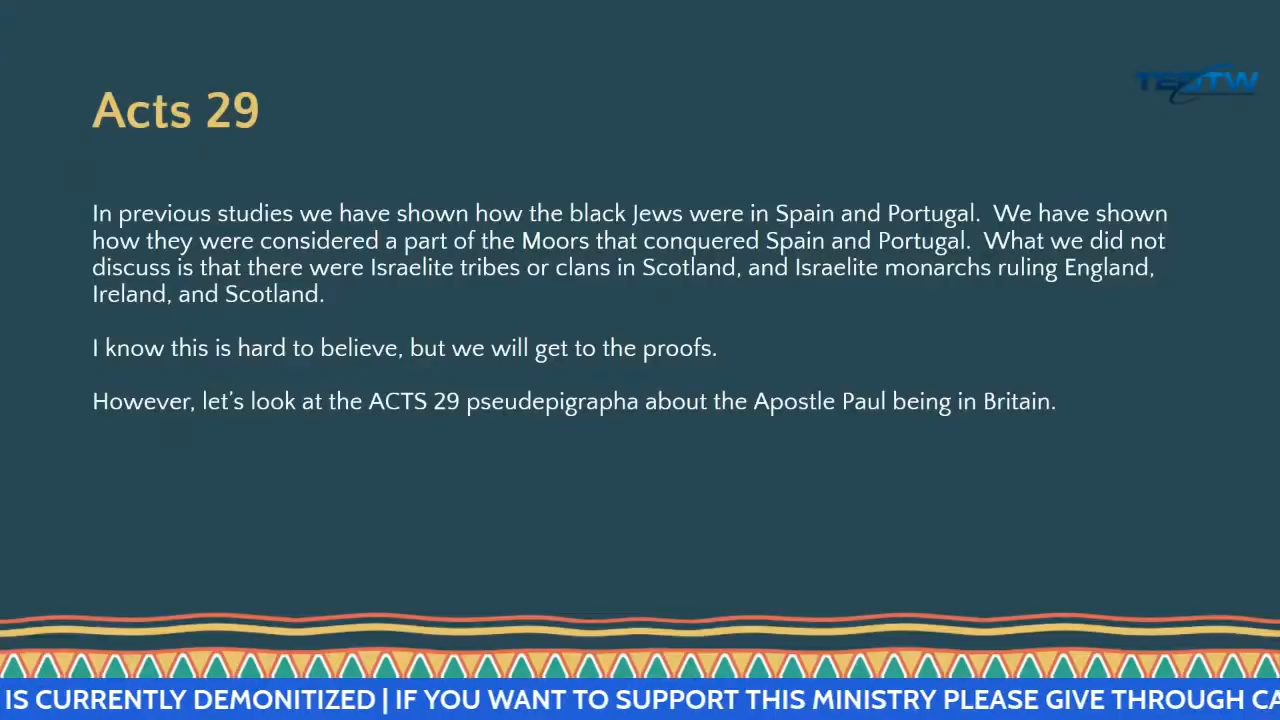 Acts 29
In previous studies we have shown how the black Jews were in Spain and Portugal. We have shown
how they were considered a part of the Moors that conquered Spain and Portugal. What we did not
discuss is that there were Israelite tribes or clans in Scotland, and Israelite monarchs ruling England,
Ireland, and Scotland.
I know this is hard to believe, but we will get to the proofs.
However, let’s look at the ACTS 29 pseudepigrapha about the Apostle Paul being in Britain.
IS CURRENTLY DEMONITIZED | IF YOU WANT TO SUPPORT THIS MINISTRY PLEASE GIVE THROUGH CA